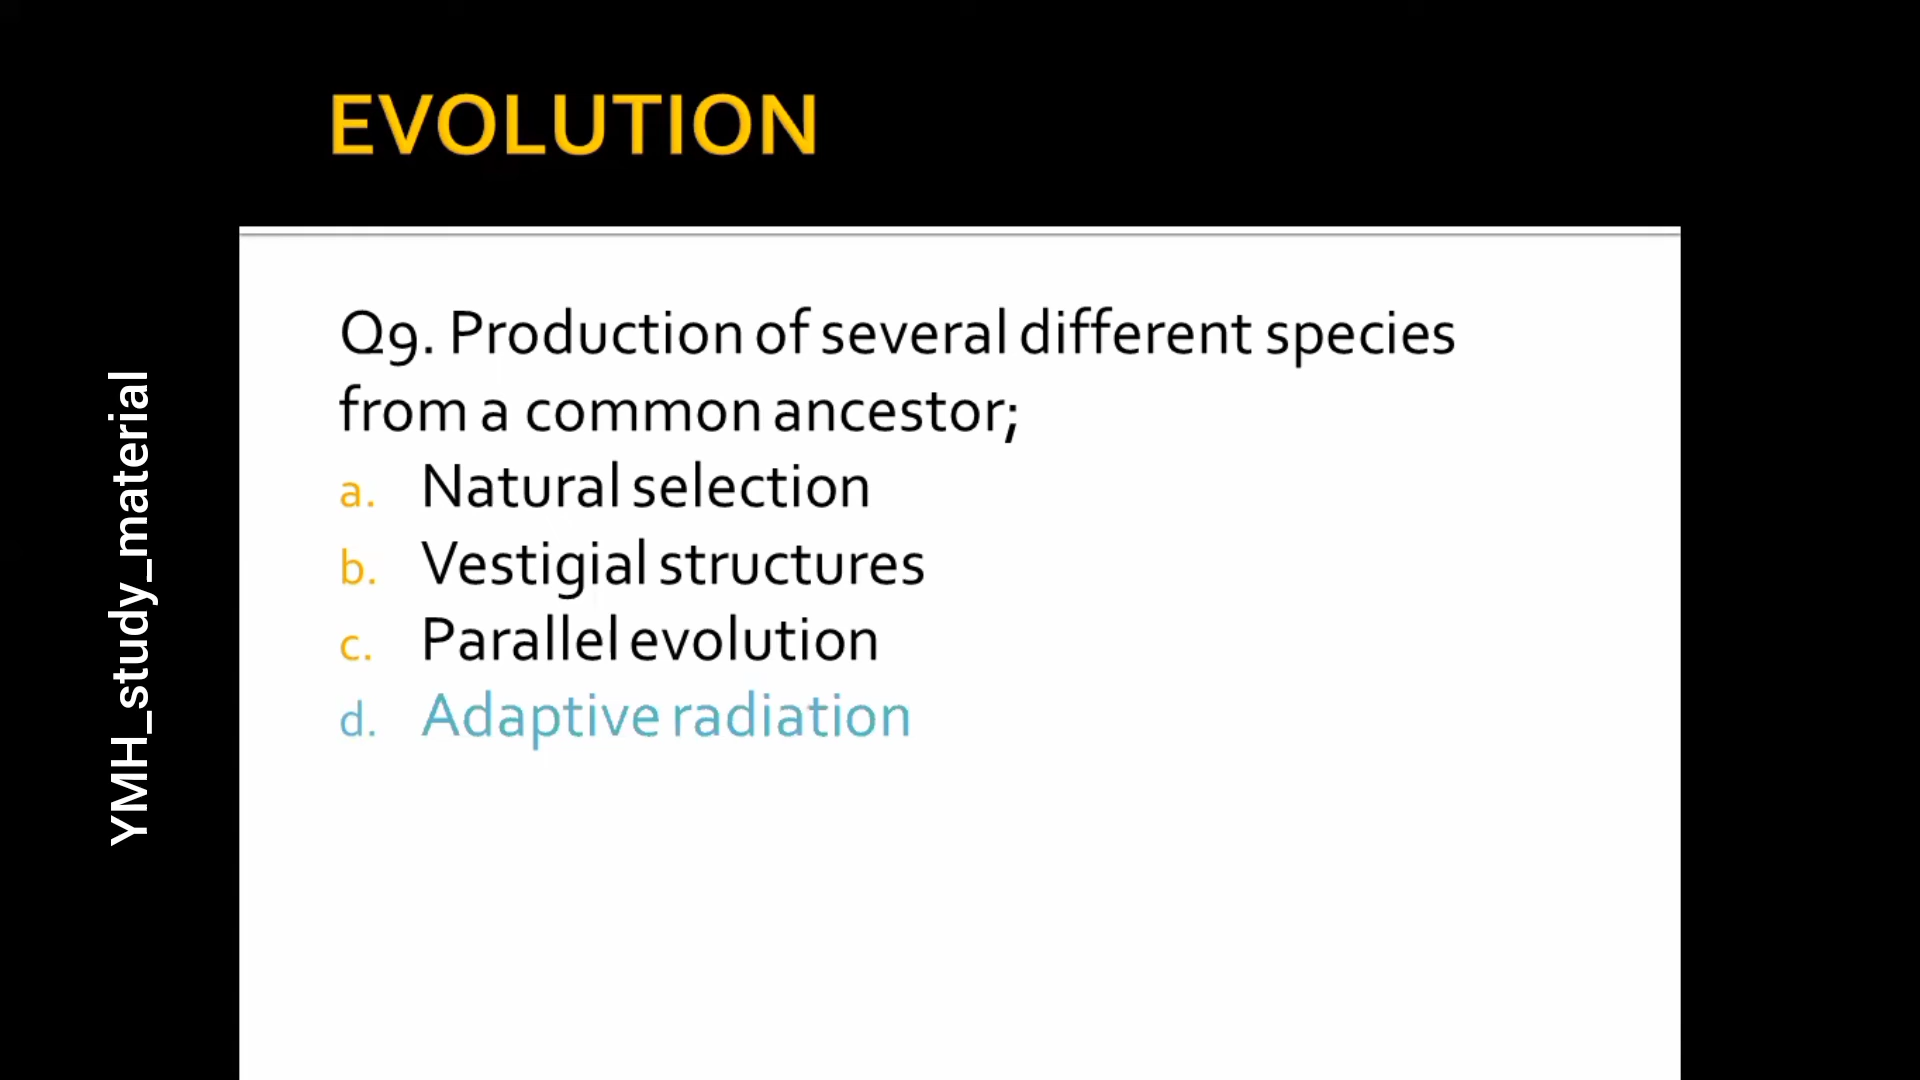 EVOLUTION
Q9. Production of several different species
from a common ancestor;
a. Natural selection
b. Vestigial structures
c. Parallel evolution
d. Adaptive radiation
YMH_study_material